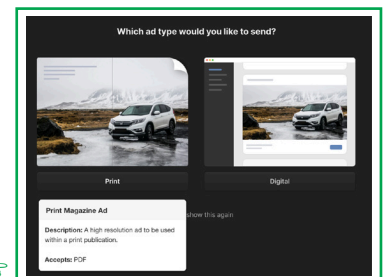 Which ad type would you like to send?
Print
Digital
Print Magazine Ad
show this again
Description: A high resolution ad to be used
within a print publication.
Accepts: PDF